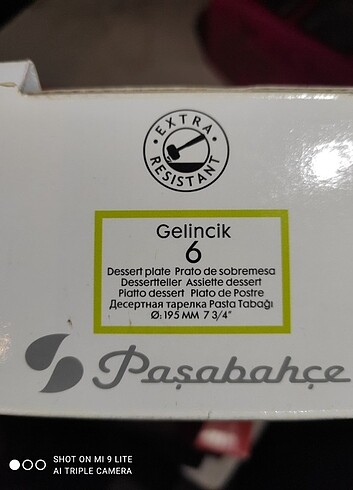 EXTRA
RESISTANT
Gelincik
6
Dessert plate Prato de sobremesa
Dessertteller Assiette dessert
Piatto dessert Plato de Postre
Десертная тарелка Pasta Tabağı
Ø: 195 MM 7 3/4"
Paşabahçe
SHOT ON MI 9 LITE
AI TRIPLE CAMERA